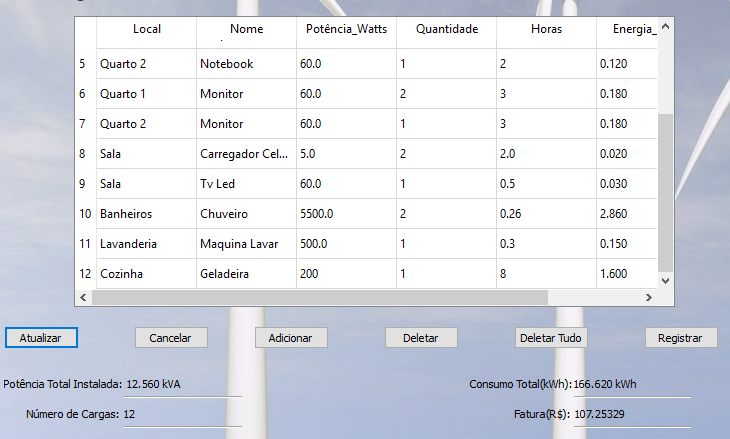 Local Nome Potência_Watts Quantidade Horas Energia_
5 Quarto 2 Notebook 60.0 1 2 0.120
6 Quarto 1 Monitor 60.0 2 3 0.180
7 Quarto 2 Monitor 60.0 1 3 0.180
8 Sala Carregador Cel... 5.0 2 2.0 0.020
9 Sala Tv Led 60.0 1 0.5 0.030
10 Banheiros Chuveiro 5500.0 2 0.26 2.860
11 Lavanderia Maquina Lavar 500.0 1 0.3 0.150
12 Cozinha Geladeira 200 1 8 1.600
Atualizar Cancelar Adicionar Deletar Deletar Tudo Registrar
Potência Total Instalada: 12.560 kVA Consumo Total(kWh): 166.620 kWh
Número de Cargas: 12 Fatura(R$): 107.25329